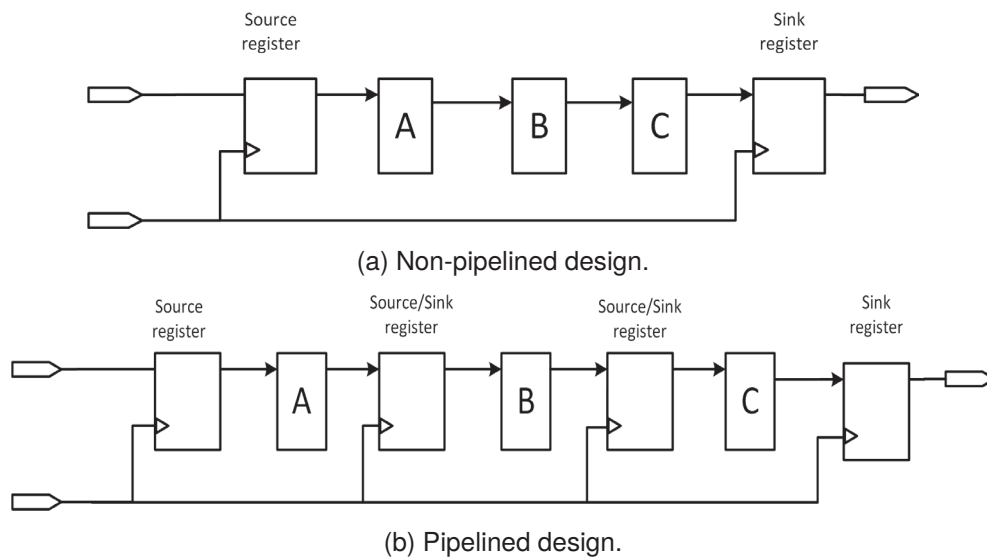 Source
register
Sink
register
A
B
C
(a) Non-pipelined design.
Source
register
Source/Sink
register
Source/Sink
register
Sink
register
A
B
C
(b) Pipelined design.